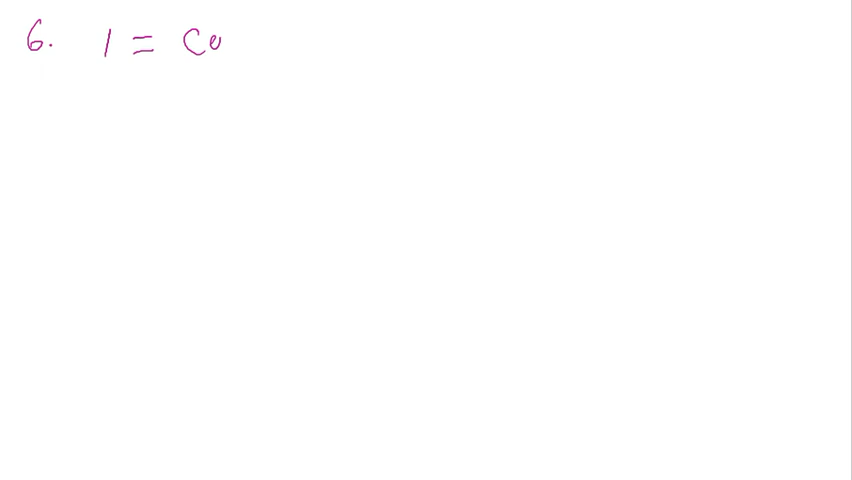 6. 1 = Co